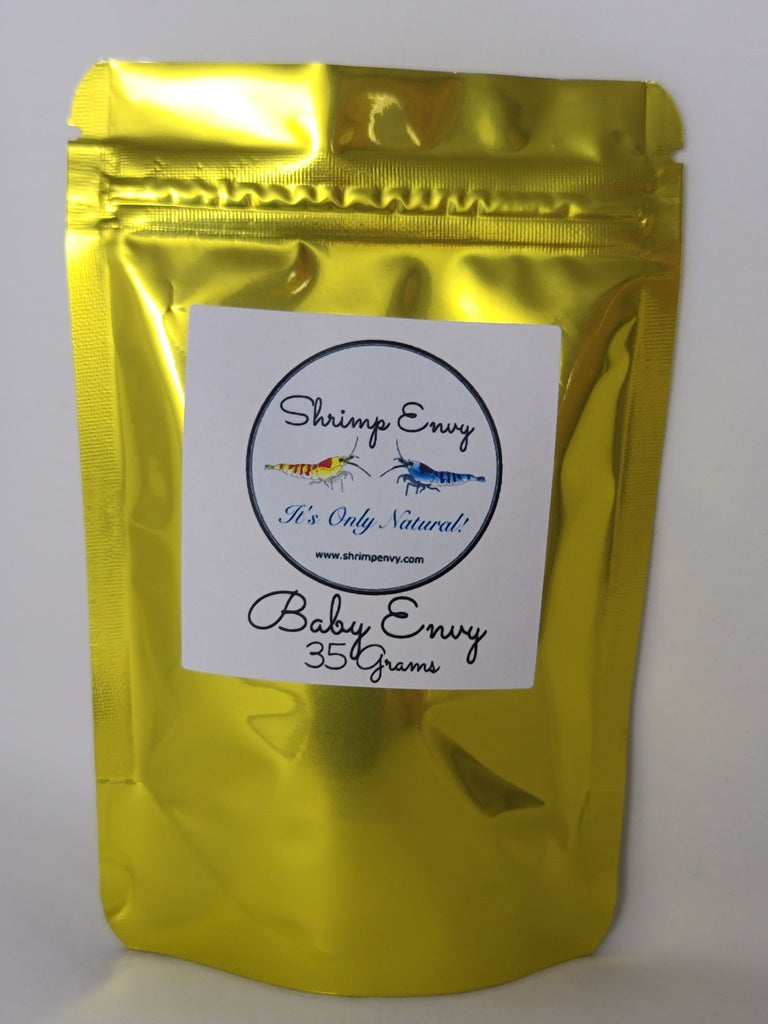 Shrimp Envy
It's Only Natural!
www.shrimpenvy.com
Baby Envy
35 Grams